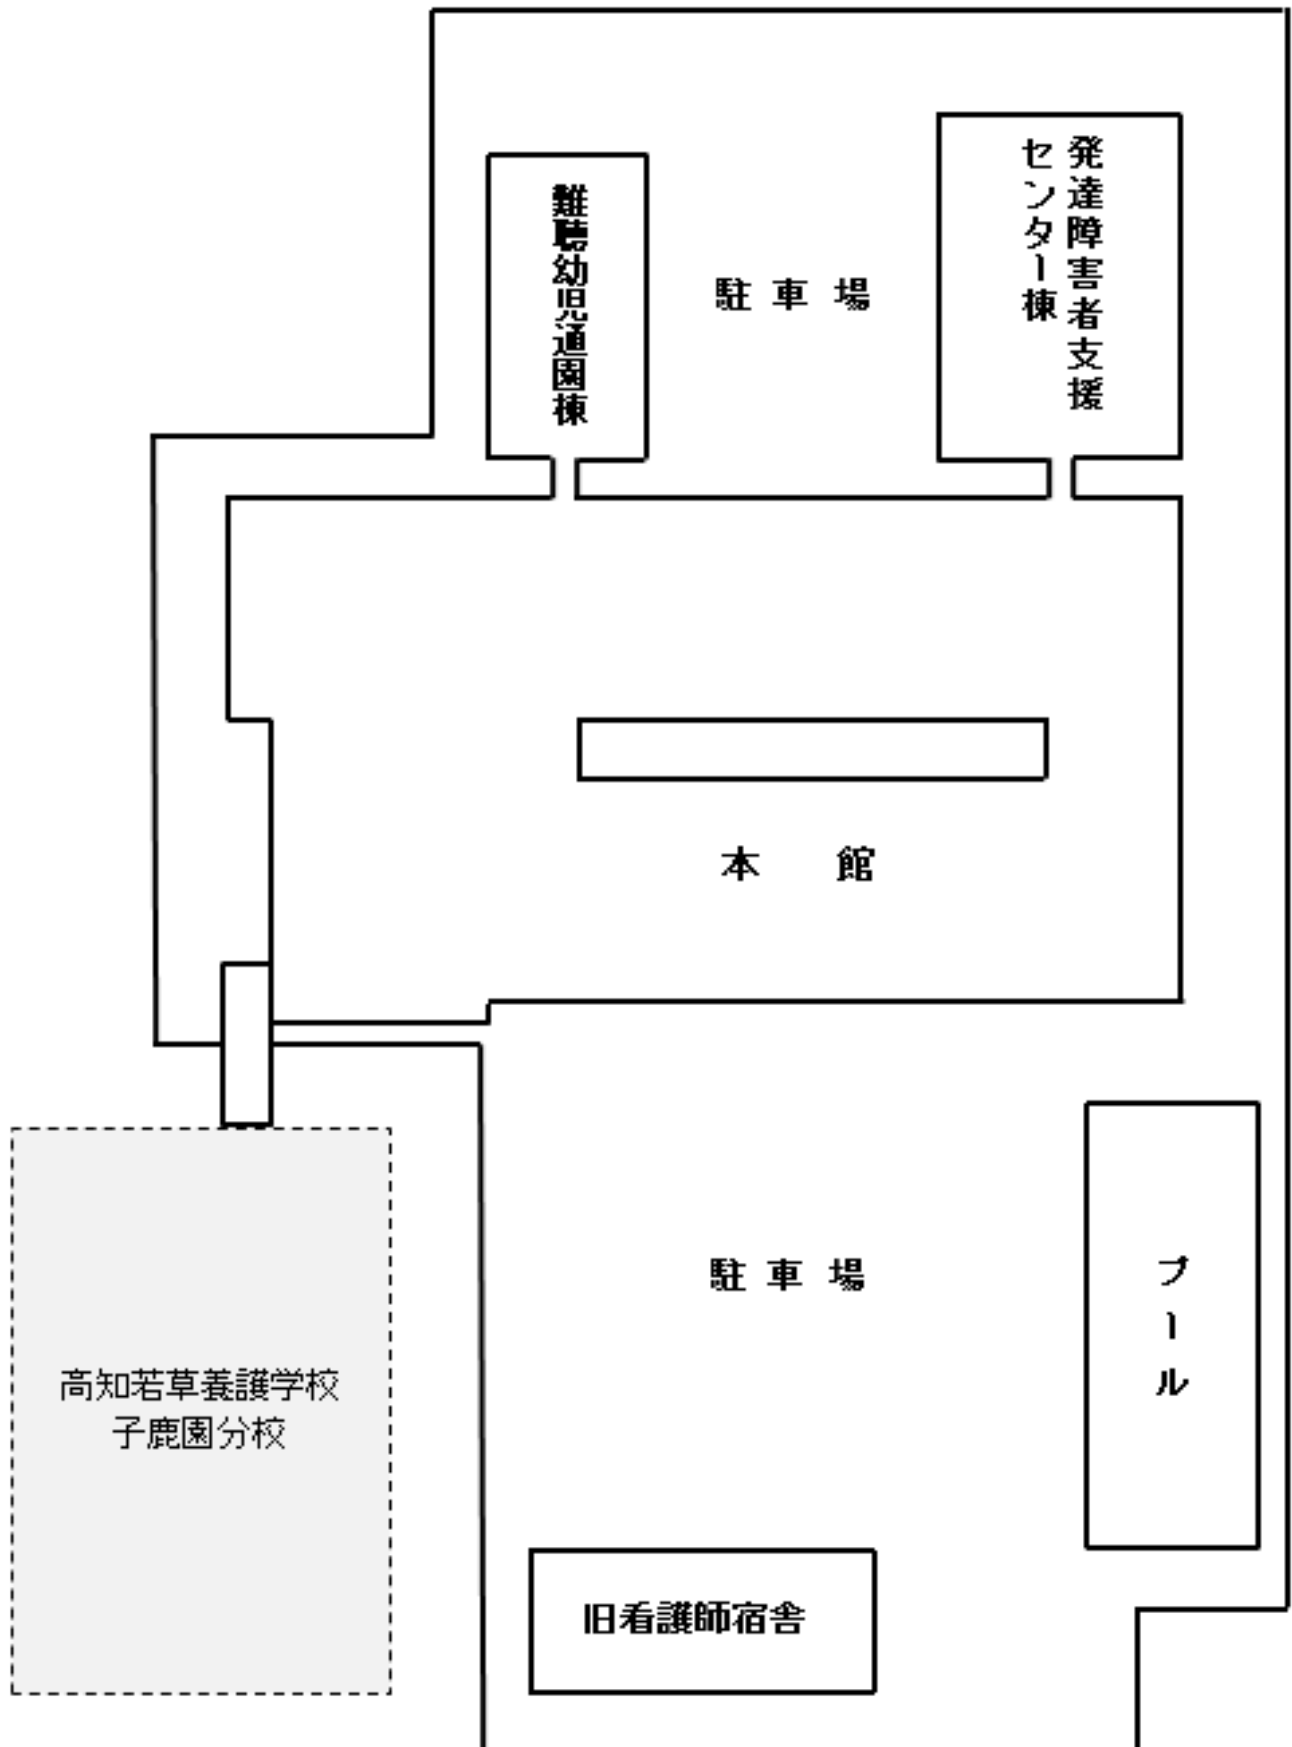 難聴幼児通園棟
駐車場
発達障害者支援
センター棟
本館
駐車場
プール
高知若草養護学校
子鹿園分校
旧看護師宿舎